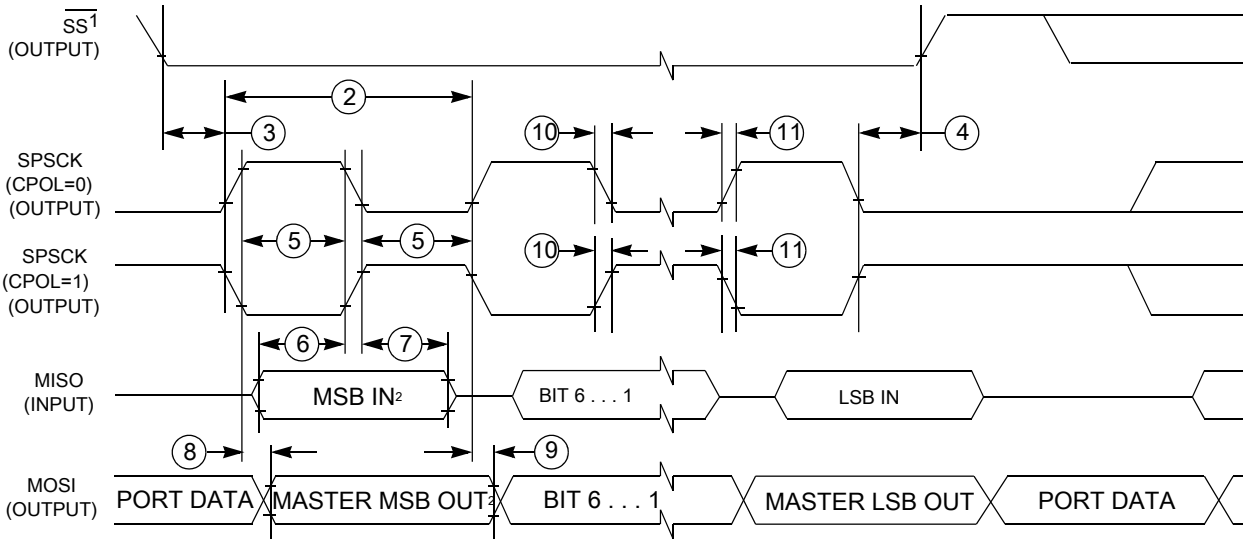 SS1
(OUTPUT)
2
3
10
11
4
SPSCK
(CPOL=0)
(OUTPUT)
5
5
SPSCK
(CPOL=1)
(OUTPUT)
10
11
6
7
MISO
(INPUT)
MSB IN2
BIT 6 . . . 1
LSB IN
8
9
MOSI
(OUTPUT)
PORT DATA
MASTER MSB OUT2
BIT 6 . . . 1
MASTER LSB OUT
PORT DATA